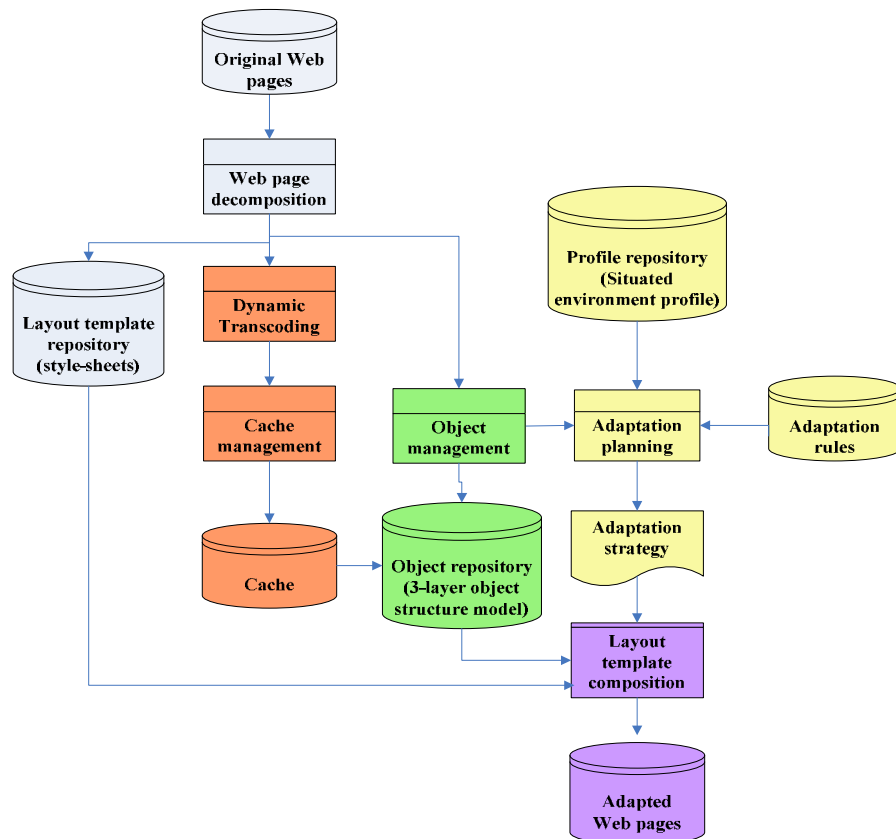 Original Web
pages
Web page
decomposition
Profile repository
(Situated
environment profile)
Layout template
repository
(style-sheets)
Dynamic
Transcoding
Cache
management
Object
management
Adaptation
planning
Adaptation
rules
Adaptation
strategy
Cache
Object repository
(3-layer object
structure model)
Layout
template
composition
Adapted
Web pages